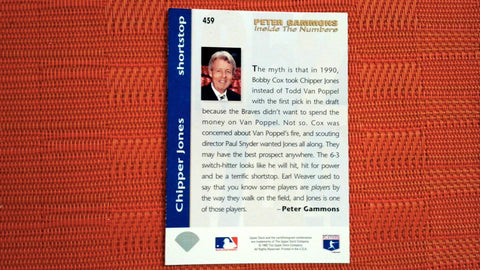 459
PETER GAMMONS
Inside The Numbers
shortstop
Chipper Jones
The myth is that in 1990,
Bobby Cox took Chipper Jones
instead of Todd Van Poppel
with the first pick in the draft
because the Braves didn't want to spend the
money on Van Poppel. Not so. Cox was
concerned about Van Poppel's fire, and scouting
director Paul Snyder wanted Jones all along. They
may have the best prospect anywhere. The 6-3
switch-hitter looks like he will hit, hit for power
and be a terrific shortstop. Earl Weaver used to
say that you know some players are players by
the way they walk on the field, and Jones is one
of those players.
– Peter Gammons